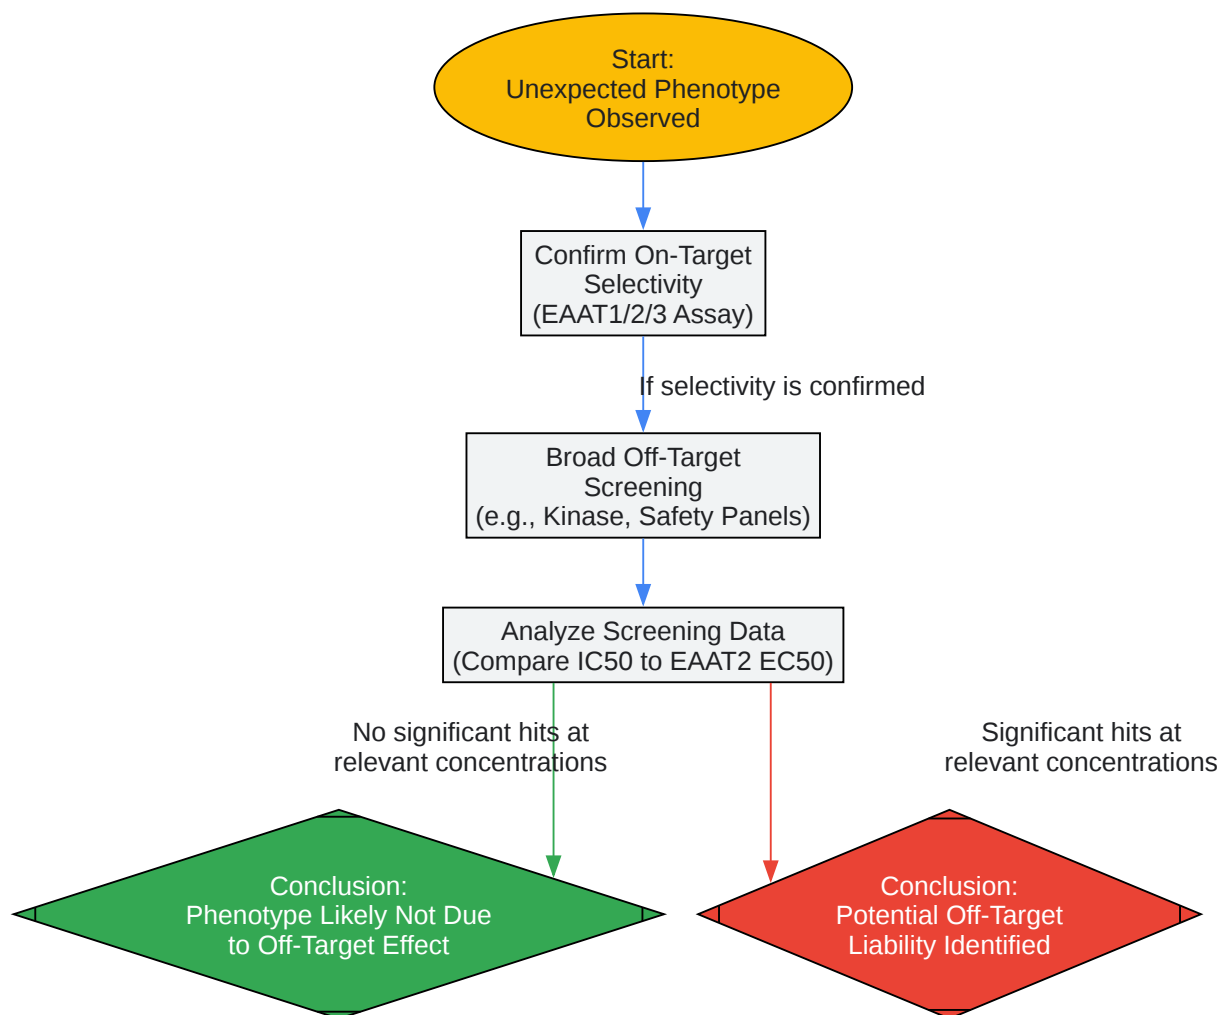 Start:
Unexpected Phenotype
Observed
Confirm On-Target
Selectivity
(EAAT1/2/3 Assay)
If selectivity is confirmed
Broad Off-Target
Screening
(e.g., Kinase, Safety Panels)
Analyze Screening Data
(Compare IC50 to EAAT2 EC50)
No significant hits at
relevant concentrations
Significant hits at
relevant concentrations
Conclusion:
Phenotype Likely Not Due
to Off-Target Effect
Conclusion:
Potential Off-Target
Liability Identified